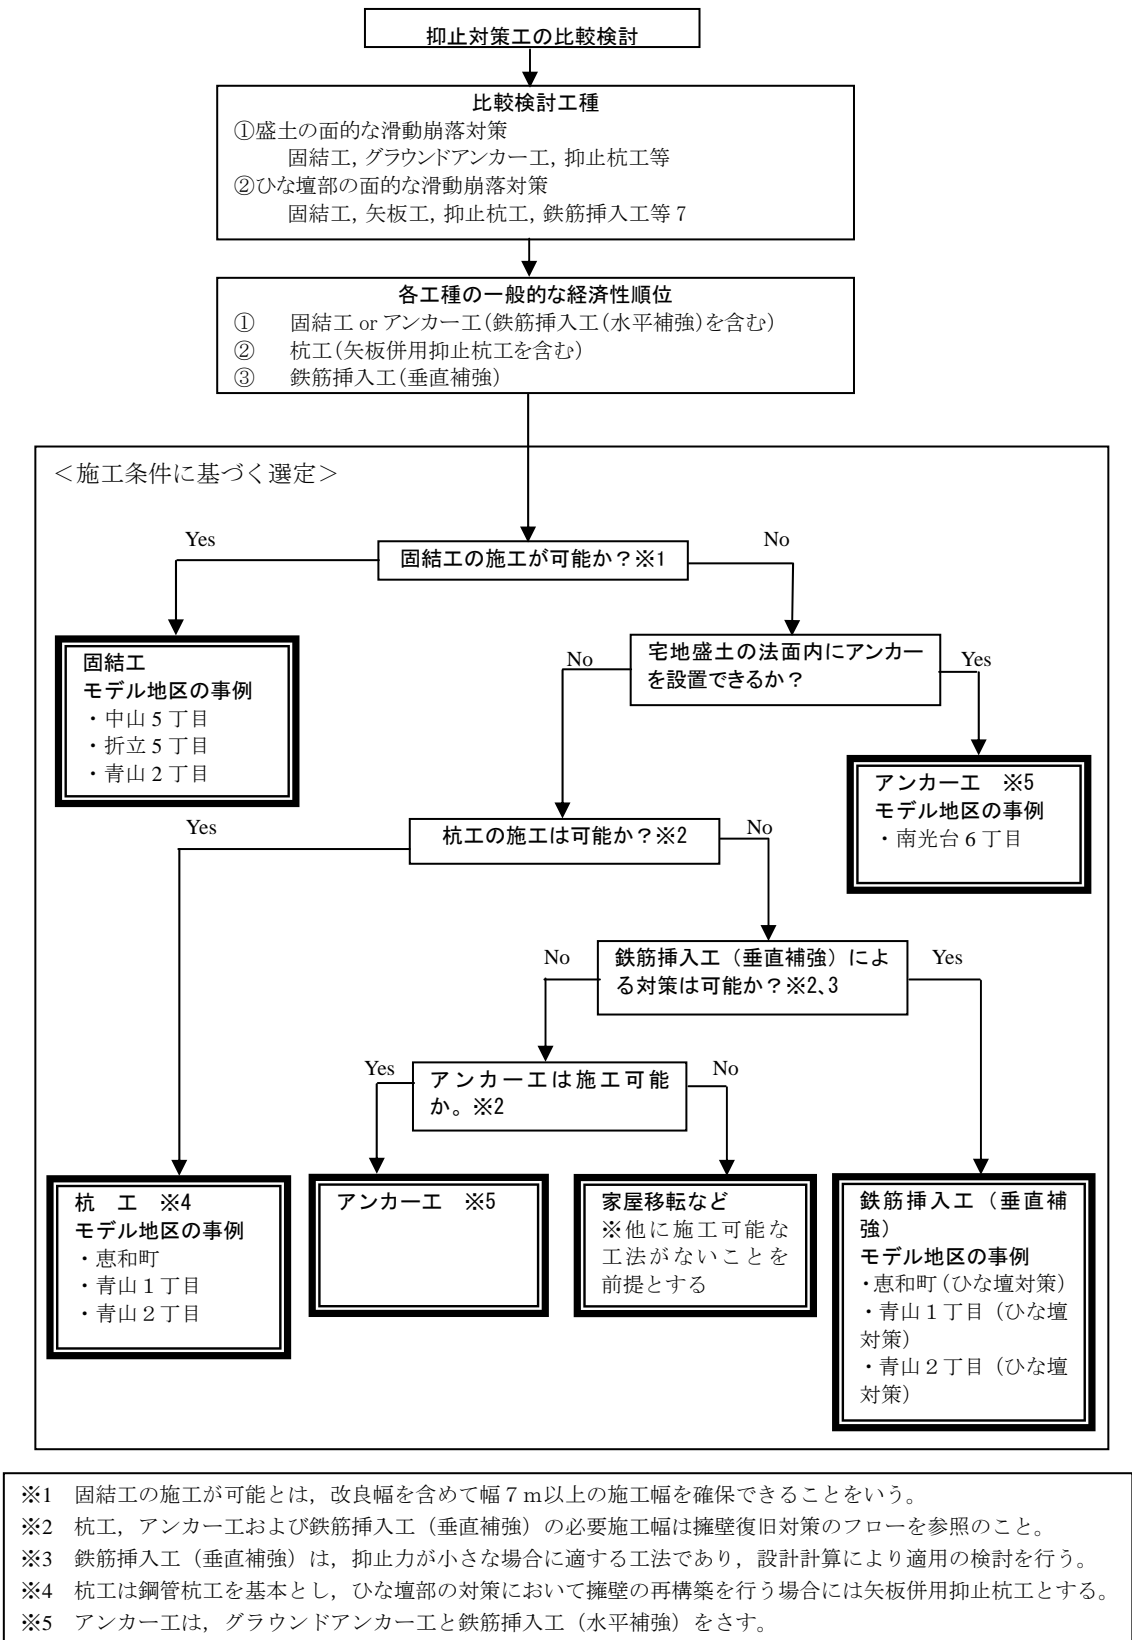 抑止対策工の比較検討
比較検討工種
①盛土の面的な滑動崩落対策
固結工, グラウンドアンカー工, 抑止杭工等
②ひな壇部の面的な滑動崩落対策
固結工, 矢板工, 抑止杭工, 鉄筋挿入工等 7
各工種の一般的な経済性順位
① 固結工 or アンカー工(鉄筋挿入工(水平補強)を含む)
② 杭工(矢板併用抑止杭工を含む)
③ 鉄筋挿入工(垂直補強)
＜施工条件に基づく選定＞
Yes
固結工の施工が可能か？※1
No
固結工
モデル地区の事例
・中山 5 丁目
・折立 5 丁目
・青山 2 丁目
No
宅地盛土の法面内にアンカー
を設置できるか？
Yes
アンカー工 ※5
モデル地区の事例
・南光台 6 丁目
Yes
杭工の施工は可能か？※2
No
No
鉄筋挿入工（垂直補強）によ
る対策は可能か？※2、3
Yes
Yes
アンカー工は施工可能
か。※2
No
杭 工 ※4
モデル地区の事例
・恵和町
・青山１丁目
・青山２丁目
アンカー工 ※5
家屋移転など
※他に施工可能な
工法がないことを
前提とする
鉄筋挿入工（垂直補
強）
モデル地区の事例
・恵和町(ひな壇対策)
・青山１丁目（ひな壇
対策）
・青山２丁目（ひな壇
対策）
※1 固結工の施工が可能とは，改良幅を含めて幅７ｍ以上の施工幅を確保できることをいう。
※2 杭工，アンカー工および鉄筋挿入工（垂直補強）の必要施工幅は擁壁復旧対策のフローを参照のこと。
※3 鉄筋挿入工（垂直補強）は，抑止力が小さな場合に適する工法であり，設計計算により適用の検討を行う。
※4 杭工は鋼管杭工を基本とし，ひな壇部の対策において擁壁の再構築を行う場合には矢板併用抑止杭工とする。
※5 アンカー工は，グラウンドアンカー工と鉄筋挿入工（水平補強）をさす。